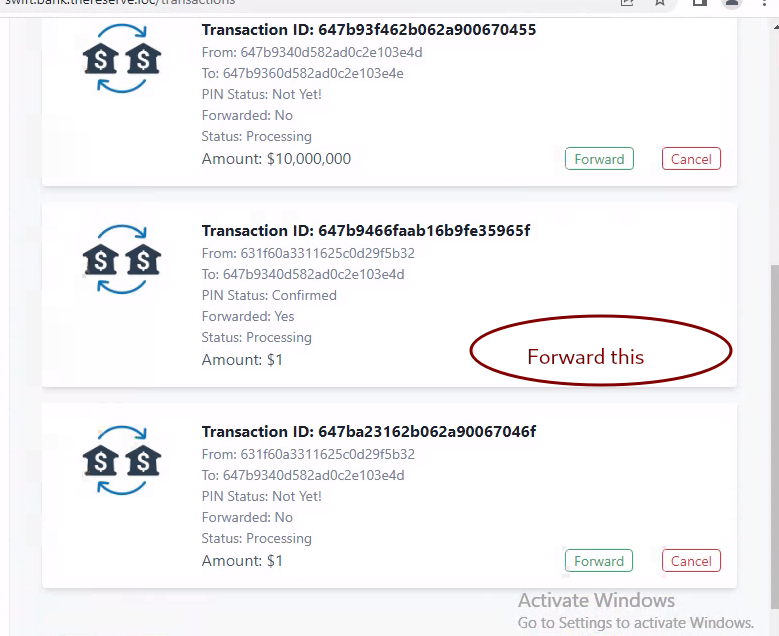 swift.bank.thereserve.loc/transactions
Transaction ID: 647b93f462b062a900670455
From: 647b9340d582ad0c2e103e4d
To: 647b9360d582ad0c2e103e4e
PIN Status: Not Yet!
Forwarded: No
Status: Processing
Amount: $10,000,000
Forward
Cancel
Transaction ID: 647b9466faab16b9fe35965f
From: 631f60a3311625c0d29f5b32
To: 647b9340d582ad0c2e103e4d
PIN Status: Confirmed
Forwarded: Yes
Status: Processing
Amount: $1
Forward this
Transaction ID: 647ba23162b062a90067046f
From: 631f60a3311625c0d29f5b32
To: 647b9340d582ad0c2e103e4d
PIN Status: Not Yet!
Forwarded: No
Status: Processing
Amount: $1
Forward
Cancel
Activate Windows
Go to Settings to activate Windows.